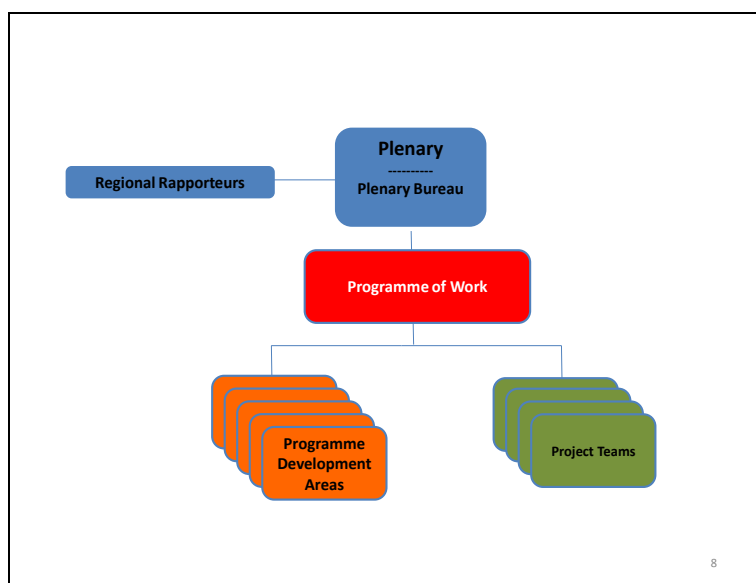 Plenary
----------
Plenary Bureau
Regional Rapporteurs
Programme of Work
Programme
Development
Areas
Project Teams
8